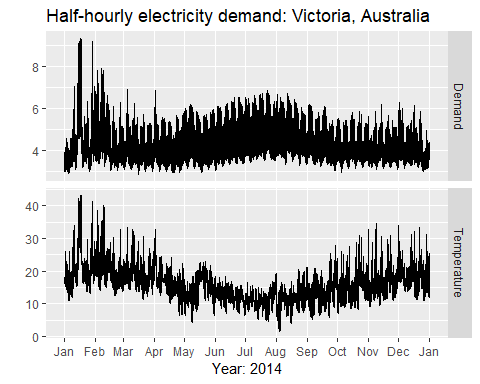 Half-hourly electricity demand: Victoria, Australia
8
6
4
Demand
40
30
20
10
0
Temperature
Jan Feb Mar Apr May Jun Jul Aug Sep Oct Nov Dec Jan
Year: 2014